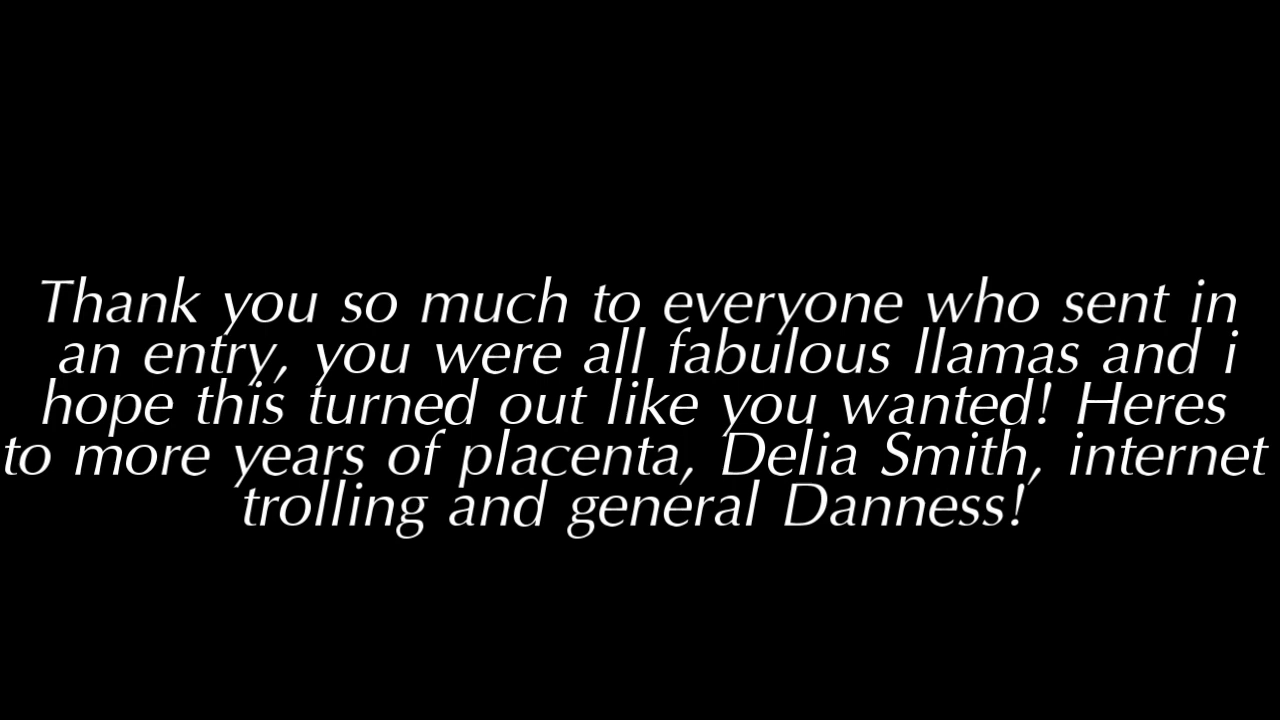 Thank you so much to everyone who sent in
an entry, you were all fabulous llamas and i
hope this turned out like you wanted! Heres
to more years of placenta, Delia Smith, internet
trolling and general Danness!